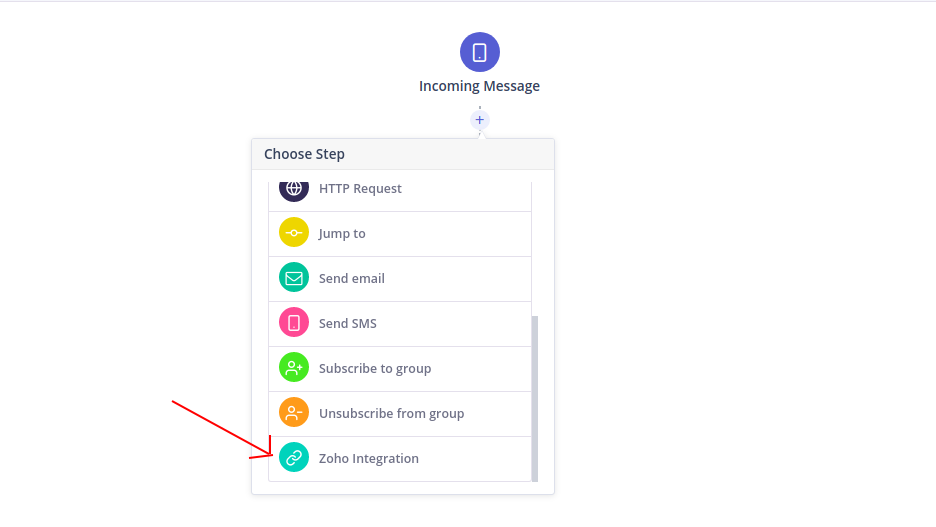 Incoming Message
+
Choose Step
HTTP Request
Jump to
Send email
Send SMS
Subscribe to group
Unsubscribe from group
Zoho Integration